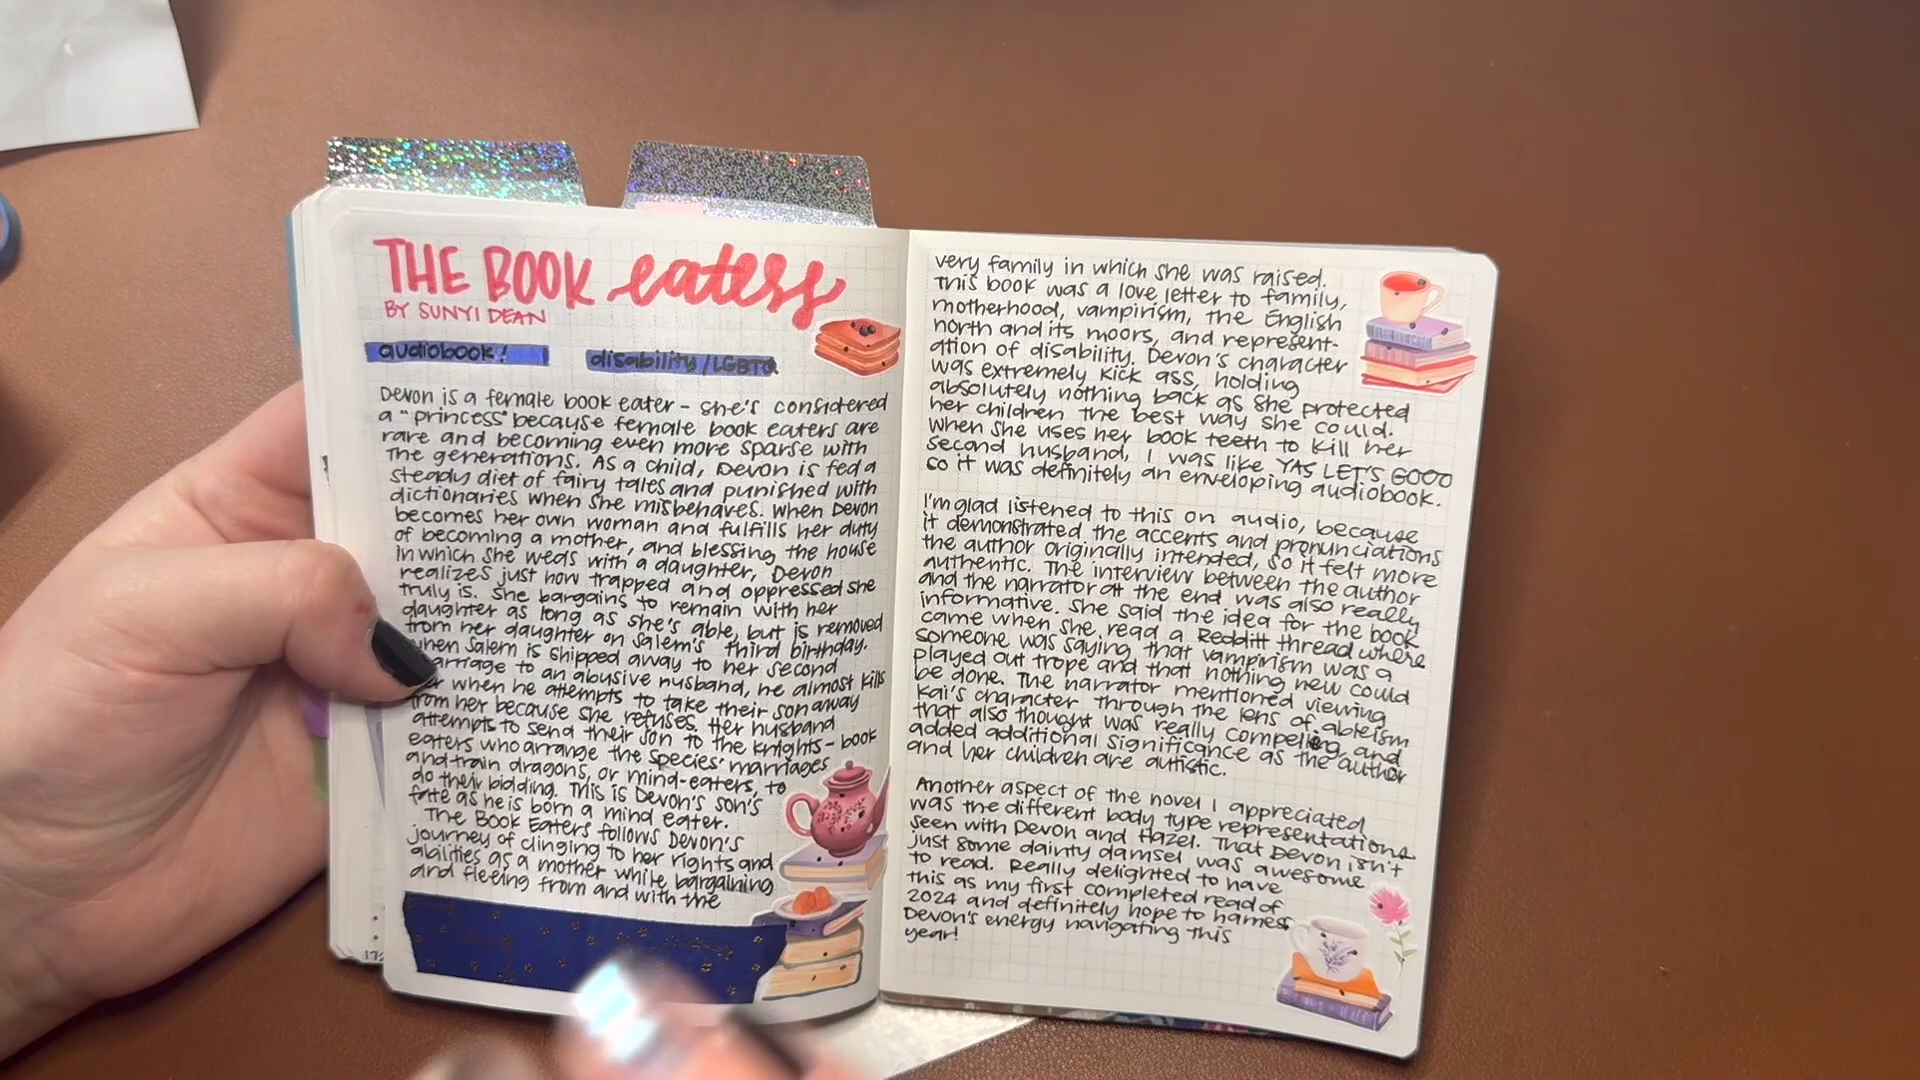 THE BOOK eaters
BY SUNYI DEAN
audiobook!
disability/LGBTQ
Devon is a female book eater – she's considered
a "princess" because female book eaters are
rare and becoming even more sparse with
the generations. As a child, Devon is fed a
steady diet of fairy tales and punished with
dictionaries when she misbehaves. When Devon
becomes her own woman and fulfills her duty
of becoming a mother, and blessing the house
in which she weds with a daughter, Devon
realizes just how trapped and oppressed she
truly is. She bargains to remain with her
daughter as long as she's able, but is removed
from her daughter on Salem's third birthday.
when Salem is shipped away to her second
marriage to an abusive husband, he almost kills
her when he attempts to take their son away
from her because she refuses. Her husband
attempts to send their son to the Knights – book
eaters who arrange the species' marriages
and train dragons, or mind-eaters, to
do their bidding. This is Devon's son's
fate as he is born a mind eater.
The Book Eaters follows Devon's
journey of clinging to her rights and
abilities as a mother while bargaining
and fleeing from and with the
very family in which she was raised.
This book was a love letter to family,
motherhood, vampirism, the English
north and its moors, and represent-
ation of disability. Devon's character
was extremely kick ass, holding
absolutely nothing back as she protected
her children the best way she could.
When she uses her book teeth to kill her
second husband, I was like YAS LET'S GOOO
so it was definitely an enveloping audiobook.
I'm glad listened to this on audio, because
it demonstrated the accents and pronunciations
the author originally intended, so it felt more
authentic. The interview between the author
and the narrator at the end was also really
informative. She said the idea for the book
came when she read a Reddit thread where
someone was saying that vampirism was a
played out trope and that nothing new could
be done. The narrator mentioned viewing
Kai's character through the lens of ableism
that also thought was really compelling, and
added additional significance as the author
and her children are autistic.
Another aspect of the novel I appreciated
was the different body type representations
seen with Devon and Hazel. That Devon isn't
just some dainty damsel was awesome
to read. Really delighted to have
this as my first completed read of
2024 and definitely hope to harness
Devon's energy navigating this
year!